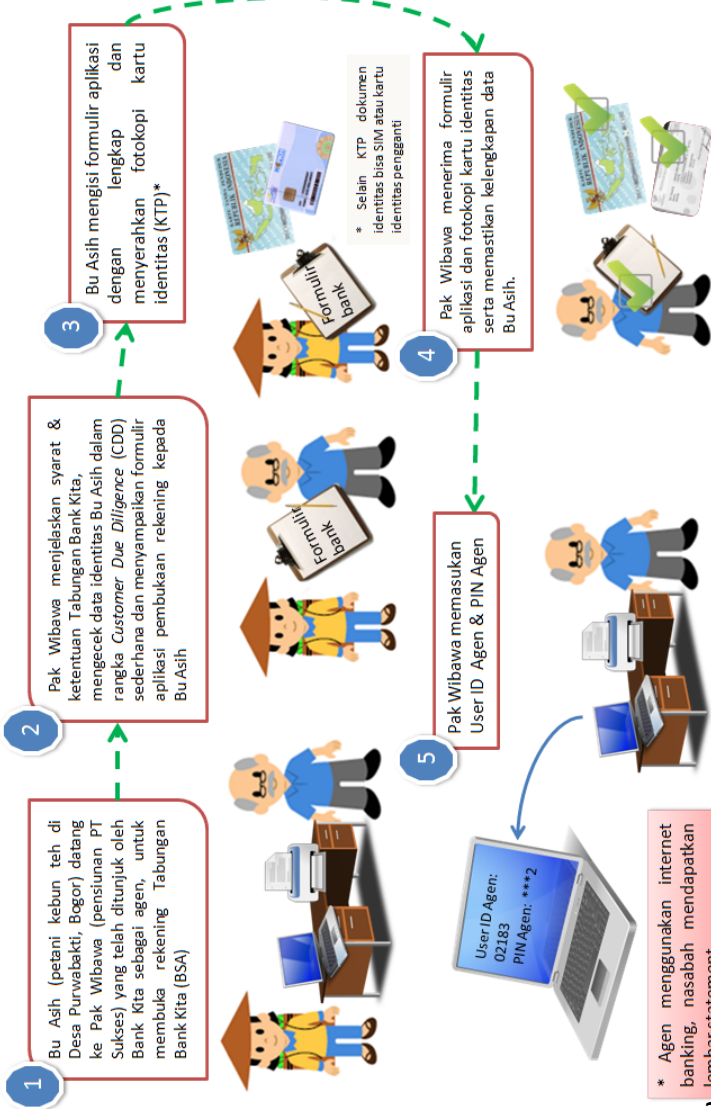 1
Bu Asih (petani kebun teh di
Desa Purwabakti, Bogor) datang
ke Pak Wibawa (pensiunan PT
Sukses) yang telah ditunjuk oleh
Bank Kita sebagai agen, untuk
membuka rekening Tabungan
Bank Kita (BSA)
2
Pak Wibawa menjelaskan syarat &
ketentuan Tabungan Bank Kita,
mengecek data identitas Bu Asih dalam
rangka Customer Due Diligence (CDD)
sederhana dan menyampaikan formulir
aplikasi pembukaan rekening kepada
Bu Asih
Formulir
bank
3
Bu Asih mengisi formulir aplikasi
dengan lengkap dan
menyerahkan fotokopi kartu
identitas (KTP)*
Formulir
bank
REPUBLIK INDONESIA
* Selain KTP dokumen
identitas bisa SIM atau kartu
identitas pengganti
4
Pak Wibawa menerima formulir
aplikasi dan fotokopi kartu identitas
serta memastikan kelengkapan data
Bu Asih.
5
Pak Wibawa memasukan
User ID Agen & PIN Agen
User ID Agen:
02183
PIN Agen: ***2
* Agen menggunakan internet
banking, nasabah mendapatkan
lembar statement